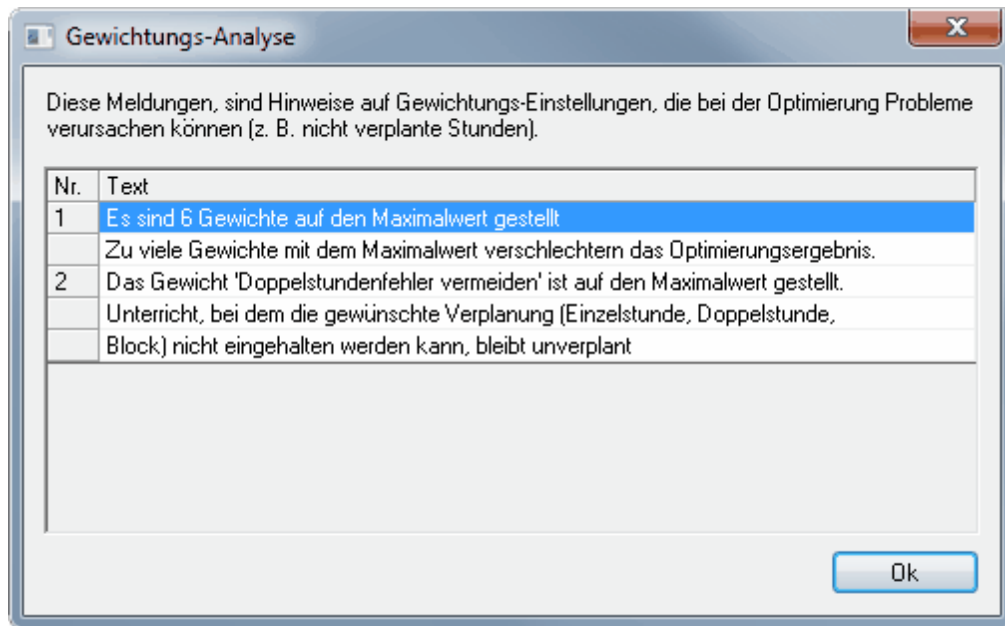 Gewichtungs-Analyse
Diese Meldungen, sind Hinweise auf Gewichtungs-Einstellungen, die bei der Optimierung Probleme
verursachen können (z. B. nicht verplante Stunden).
Nr. Text
1 Es sind 6 Gewichte auf den Maximalwert gestellt
Zu viele Gewichte mit dem Maximalwert verschlechtern das Optimierungsergebnis.
2 Das Gewicht 'Doppelstundenfehler vermeiden' ist auf den Maximalwert gestellt.
Unterricht, bei dem die gewünschte Verplanung (Einzelstunde, Doppelstunde,
Block) nicht eingehalten werden kann, bleibt unverplant
Ok